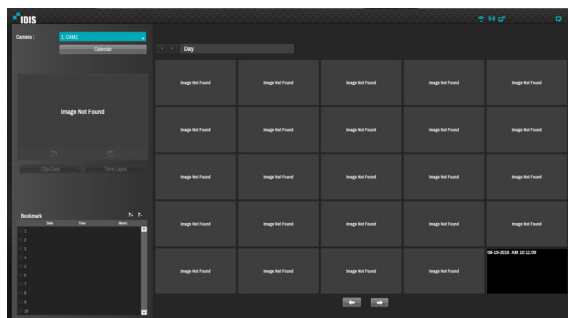 IDIS
Camera :
1. CAM1
Calendar
Day
Image Not Found
Clip-Copy
Time Lapse
Bookmark
Date Time Memo
1
2
3
4
5
6
7
8
9
10
Image Not Found Image Not Found Image Not Found Image Not Found Image Not Found
Image Not Found Image Not Found Image Not Found Image Not Found Image Not Found
Image Not Found Image Not Found Image Not Found Image Not Found Image Not Found
Image Not Found Image Not Found Image Not Found Image Not Found Image Not Found
Image Not Found Image Not Found Image Not Found Image Not Found